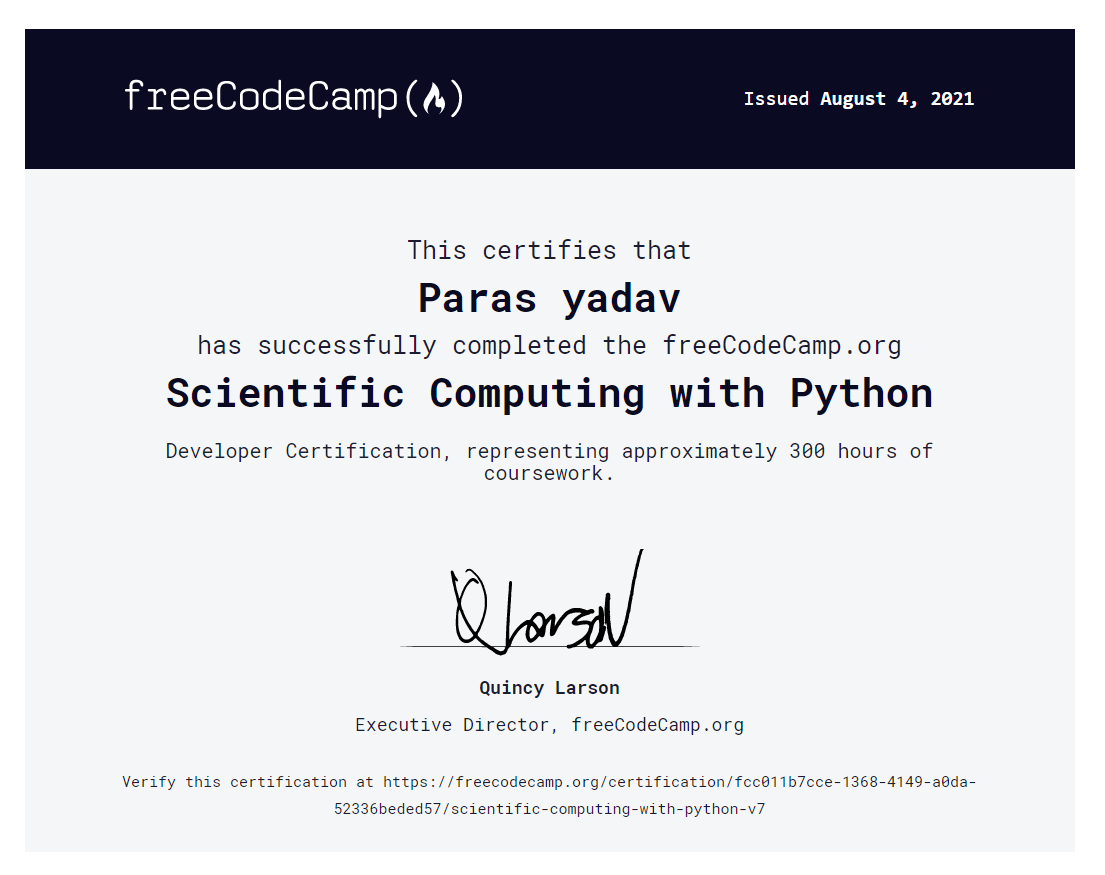 freeCodeCamp(🔥)
Issued August 4, 2021
This certifies that
Paras yadav
has successfully completed the freeCodeCamp.org
Scientific Computing with Python
Developer Certification, representing approximately 300 hours of
coursework.
Q Larson
Quincy Larson
Executive Director, freeCodeCamp.org
Verify this certification at https://freecodecamp.org/certification/fcc011b7cce-1368-4149-a0da-
52336beded57/scientific-computing-with-python-v7